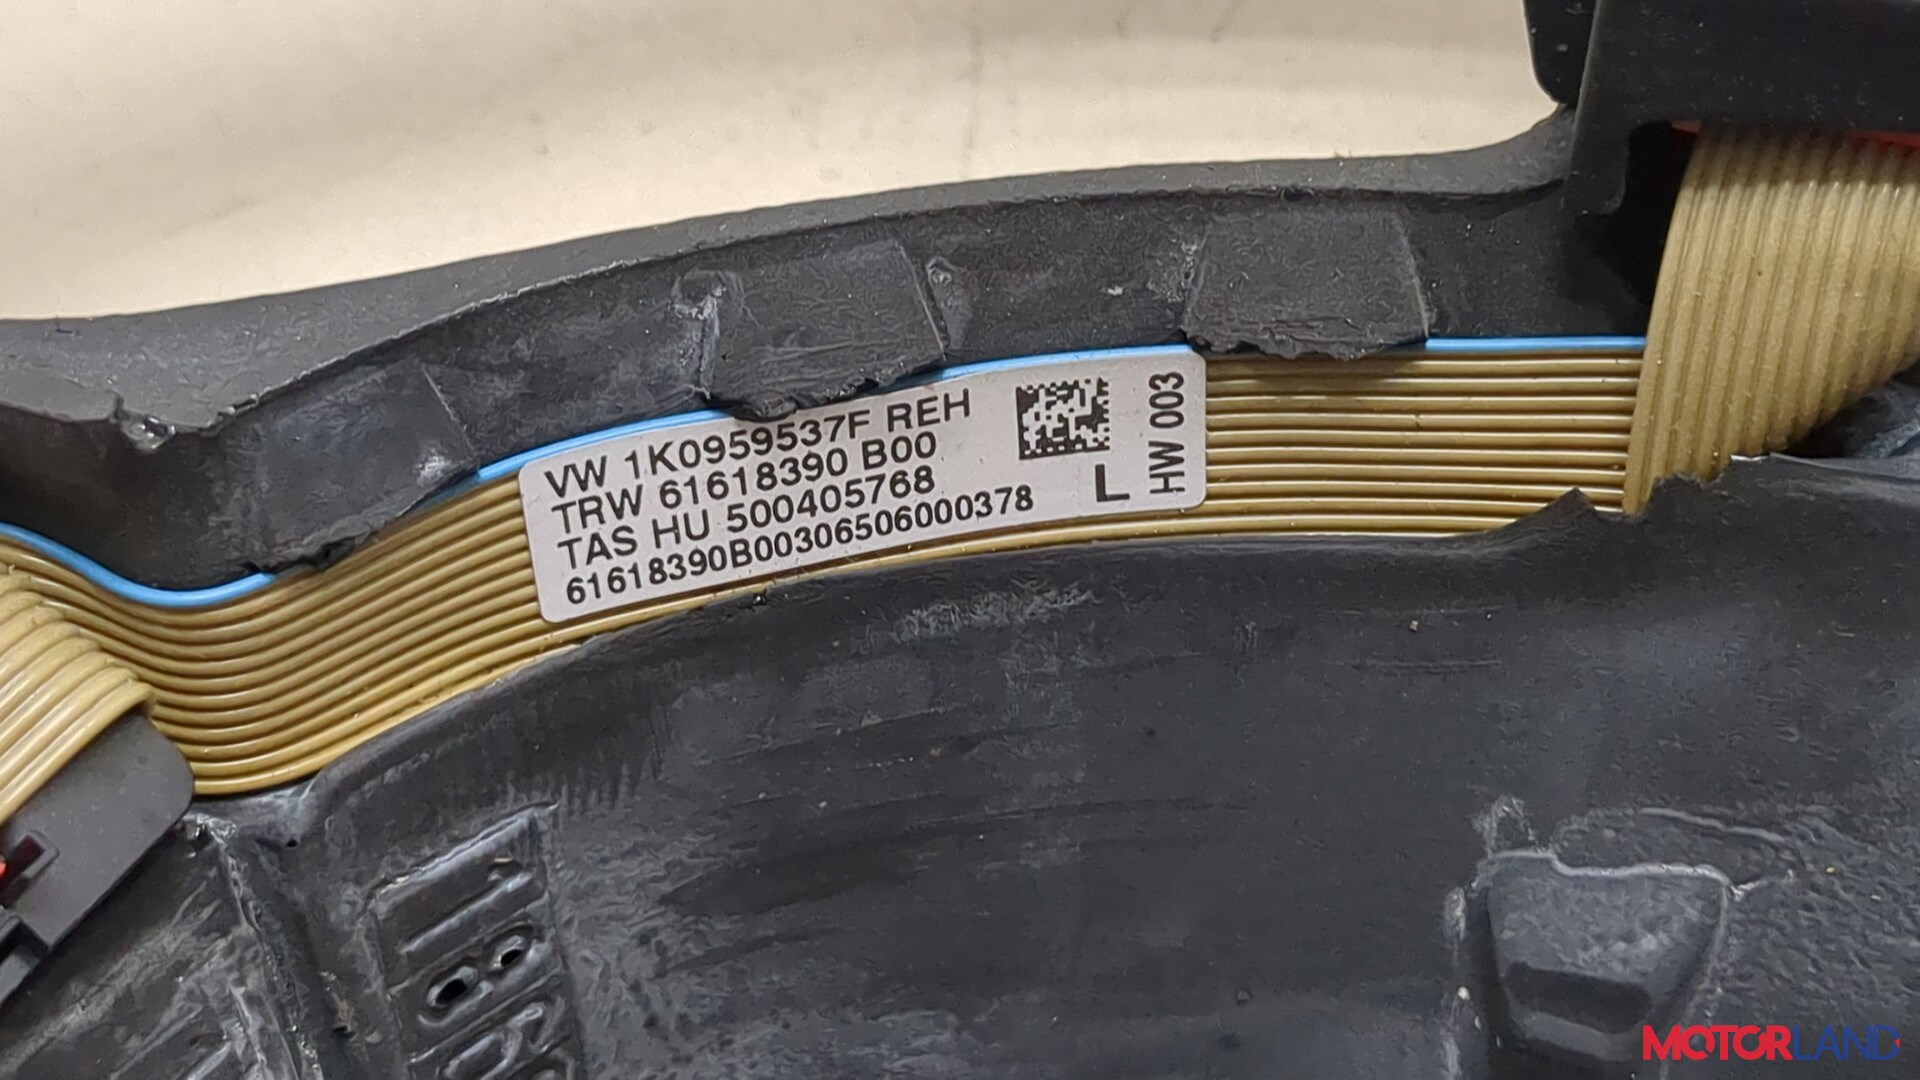 VW 1K0959537F REH
TRW 61618390 B00
TAS HU 500405768
61618390B00306506000378
L
HW 003
MOTORLAND